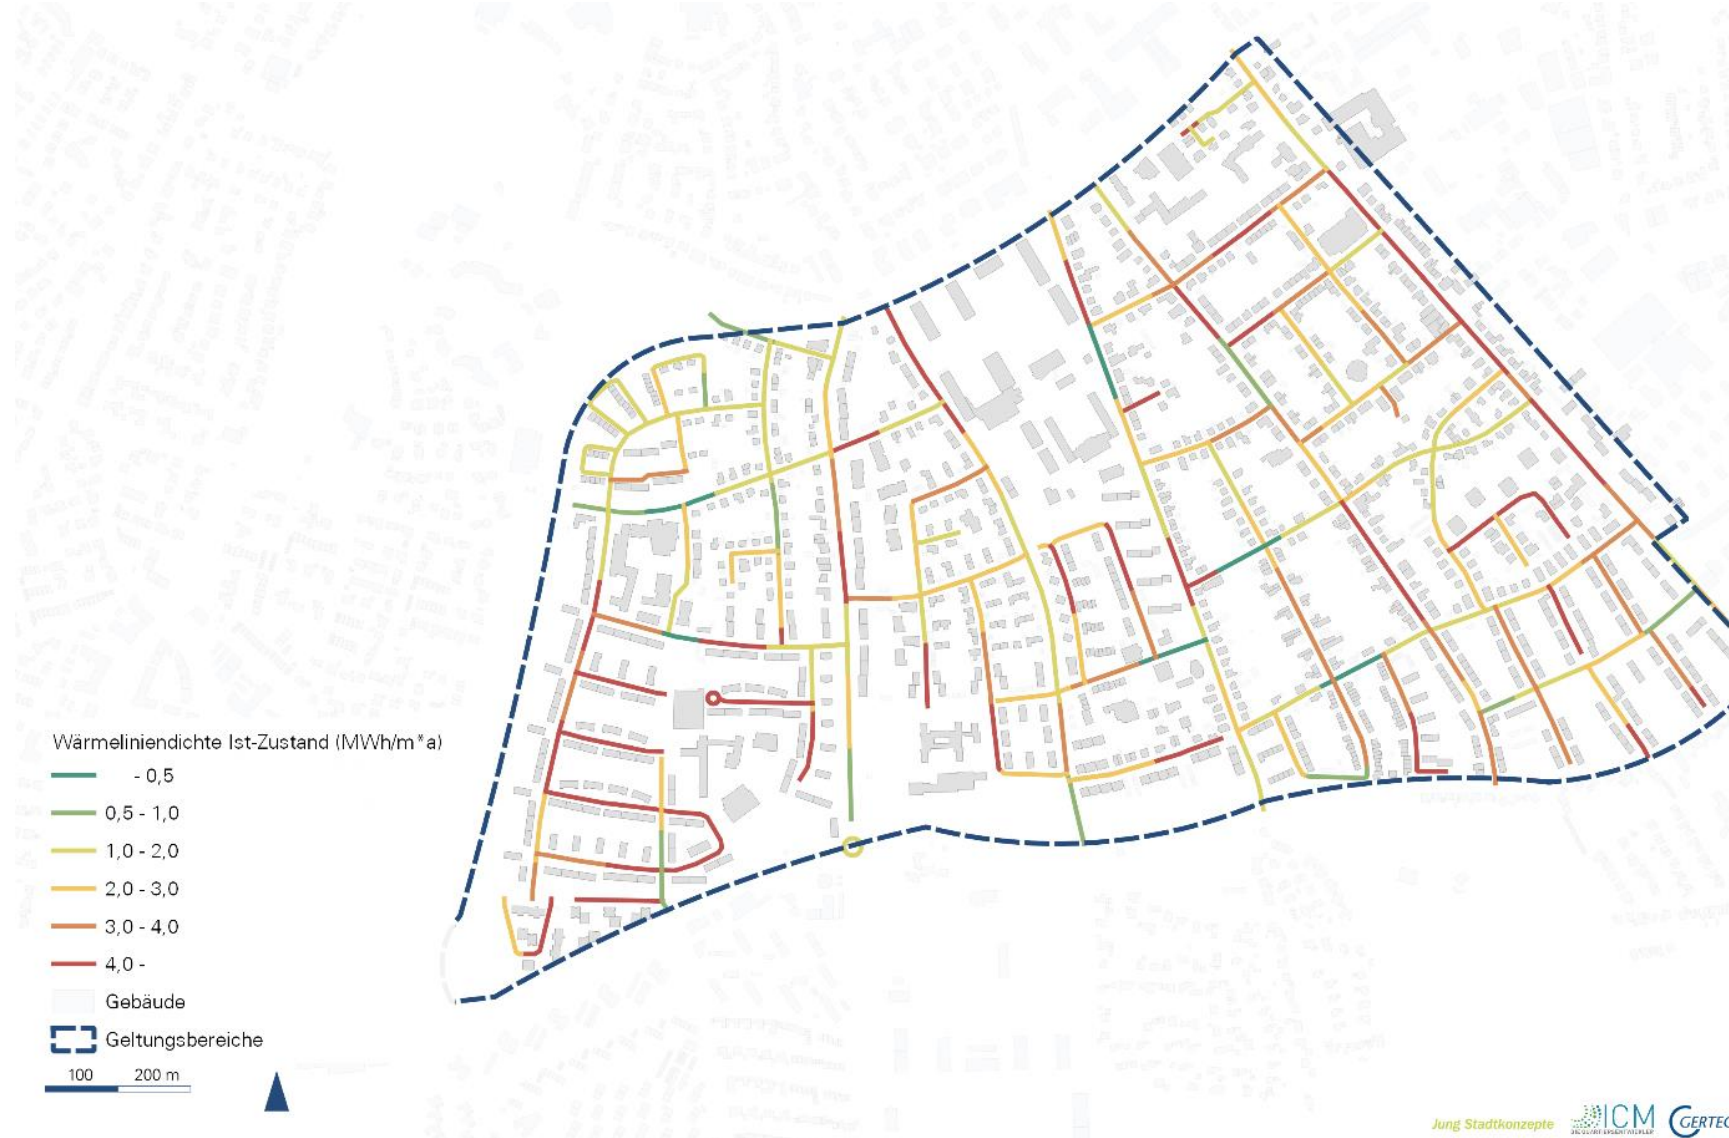 Wärmeliniendichte Ist-Zustand (MWh/m*a)
- 0,5
0,5 - 1,0
1,0 - 2,0
2,0 - 3,0
3,0 - 4,0
4,0 -
Gebäude
Geltungsbereiche
100 200 m
Jung Stadtkonzepte ICM GERTEC